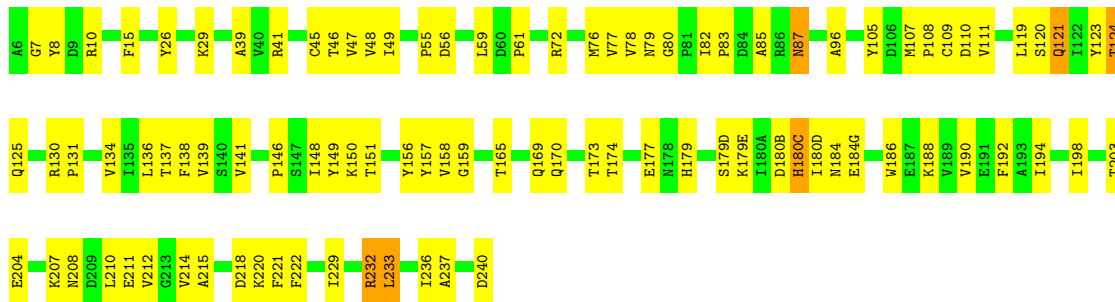 A6 G7 Y8 D9 R10 F15 Y26 K29 A39 V40 R41 C45 T46 V47 V48 I49 P55 D56 L59 D60 P61 R72 M76 V77 V78 N79 G80 P81 I82 P83 D84 A85 R86 N87 A96 Y105 D106 M107 P108 C109 D110 V111 L119 S120 Q121 I122 Y123
Q125 R130 P131 V134 I135 L136 T137 F138 V139 S140 V141 P146 S147 I148 Y149 K150 T151 Y156 Y157 V158 G159 T165 Q169 Q170 T173 T174 E177 N178 H179 S179D K179E I180A D180B H180C I180D N184 E184G W186 E187 K188 V189 V190 E191 F192 A193 I194 I198
E204 K207 N208 D209 L210 E211 V212 G213 V214 A215 D218 K220 F221 F222 I229 R232 L233 I236 A237 D240